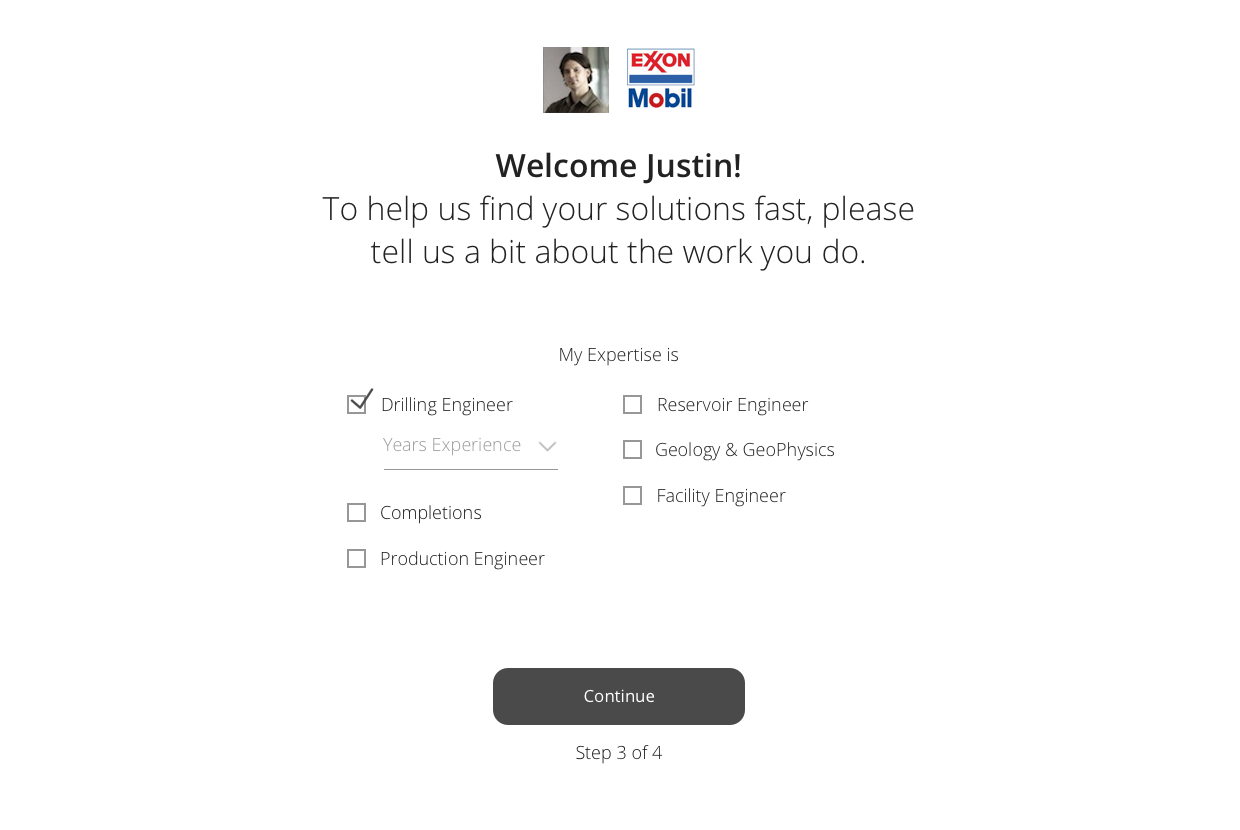 EXXON
Mobil
Welcome Justin!
To help us find your solutions fast, please
tell us a bit about the work you do.
My Expertise is
Drilling Engineer
Years Experience
Completions
Production Engineer
Reservoir Engineer
Geology & GeoPhysics
Facility Engineer
Continue
Step 3 of 4